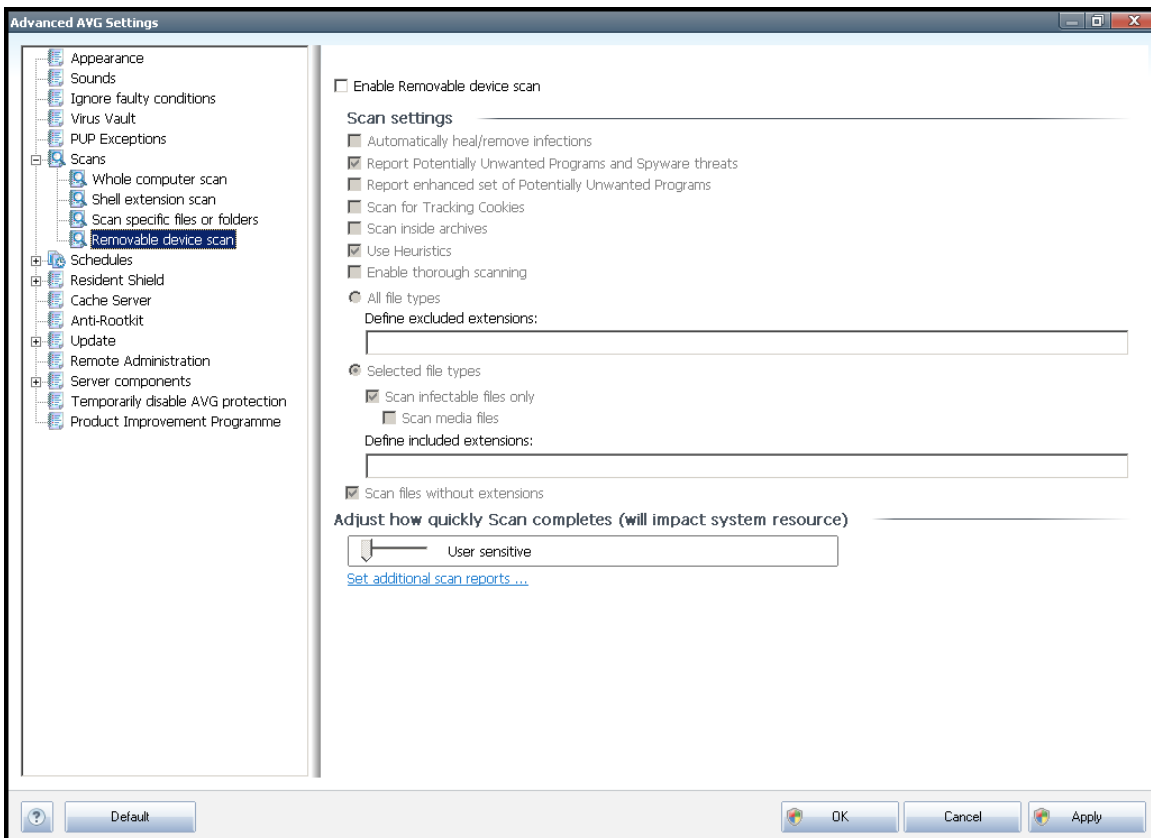 Advanced AVG Settings
Appearance
Sounds
Ignore faulty conditions
Virus Vault
PUP Exceptions
Scans
Whole computer scan
Shell extension scan
Scan specific files or folders
Removable device scan
Schedules
Resident Shield
Cache Server
Anti-Rootkit
Update
Remote Administration
Server components
Temporarily disable AVG protection
Product Improvement Programme
Enable Removable device scan
Scan settings
Automatically heal/remove infections
Report Potentially Unwanted Programs and Spyware threats
Report enhanced set of Potentially Unwanted Programs
Scan for Tracking Cookies
Scan inside archives
Use Heuristics
Enable thorough scanning
All file types
Define excluded extensions:
Selected file types
Scan infectable files only
Scan media files
Define included extensions:
Scan files without extensions
Adjust how quickly Scan completes (will impact system resource)
User sensitive
Set additional scan reports ...
? Default OK Cancel Apply